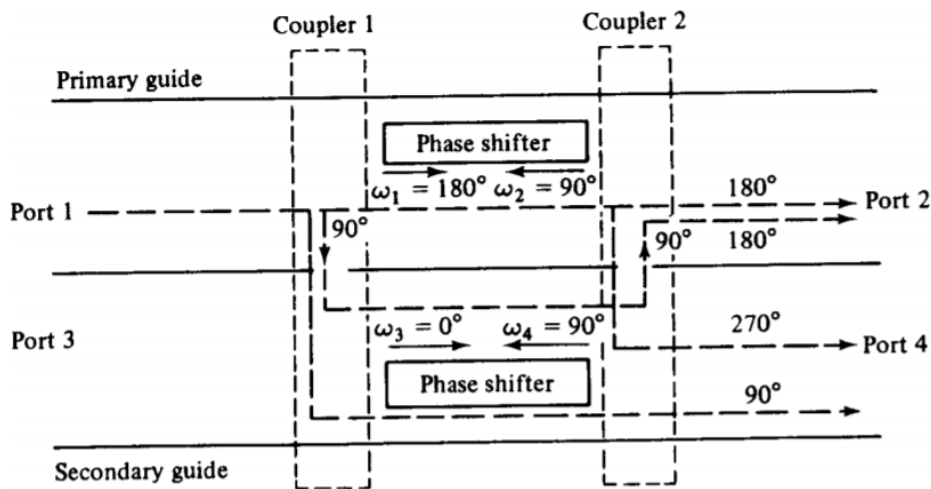 Coupler 1
Coupler 2
Primary guide
Phase shifter
ω₁ = 180° ω₂ = 90°
180°
Port 1
Port 2
90°
90°
180°
ω₃ = 0°
ω₄ = 90°
270°
Port 3
Port 4
Phase shifter
90°
Secondary guide